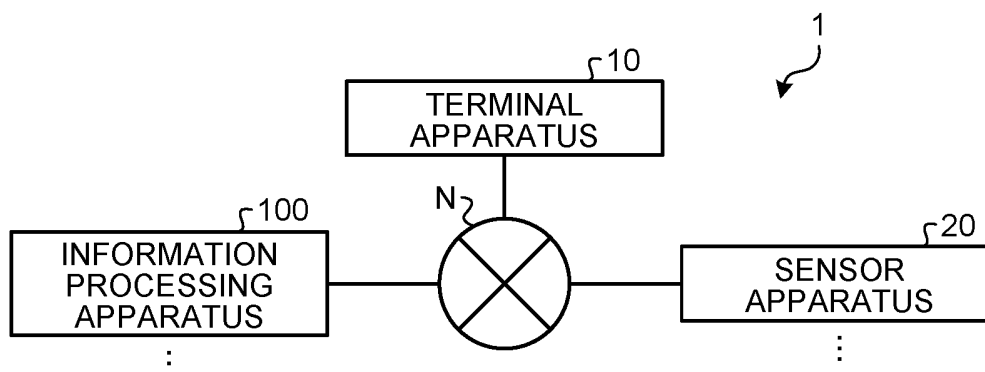 1
10
TERMINAL
APPARATUS
N
100
INFORMATION
PROCESSING
APPARATUS
20
SENSOR
APPARATUS